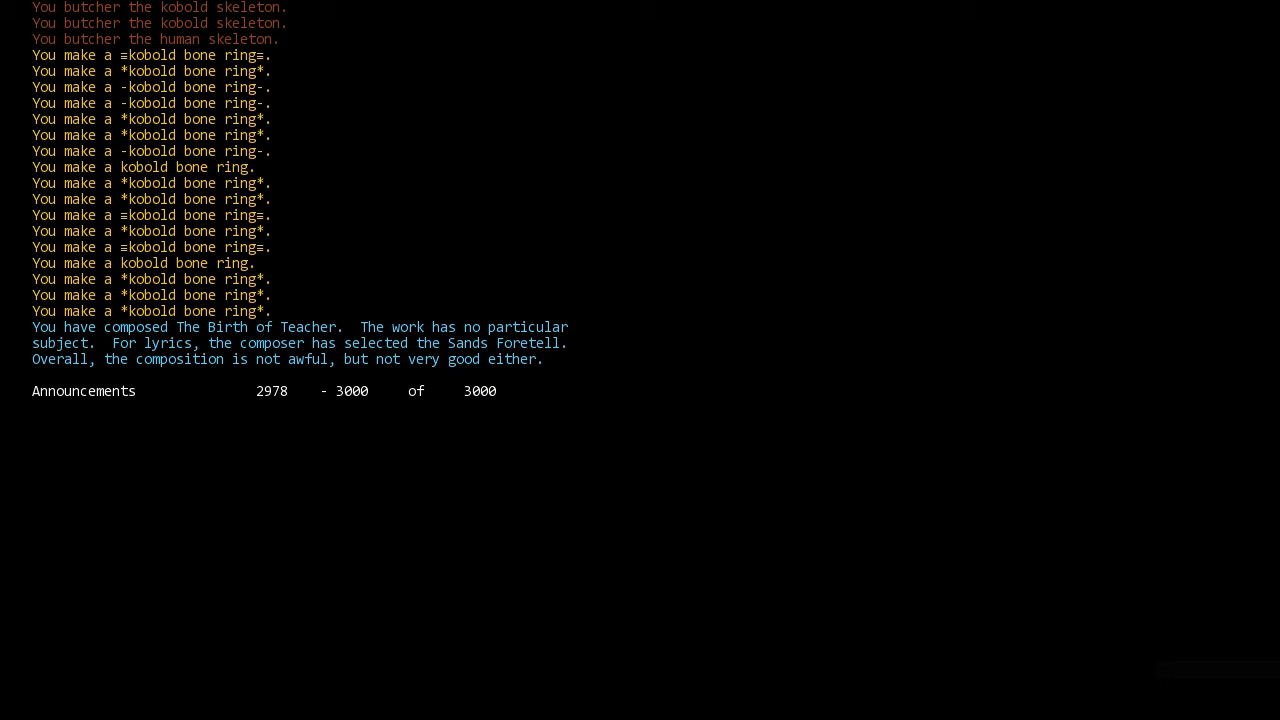 You butcher the kobold skeleton.
You butcher the kobold skeleton.
You butcher the human skeleton.
You make a ≡kobold bone ring≡.
You make a *kobold bone ring*.
You make a -kobold bone ring-.
You make a -kobold bone ring-.
You make a *kobold bone ring*.
You make a *kobold bone ring*.
You make a -kobold bone ring-.
You make a kobold bone ring.
You make a *kobold bone ring*.
You make a *kobold bone ring*.
You make a ≡kobold bone ring≡.
You make a *kobold bone ring*.
You make a ≡kobold bone ring≡.
You make a kobold bone ring.
You make a *kobold bone ring*.
You make a *kobold bone ring*.
You make a *kobold bone ring*.
You have composed The Birth of Teacher.  The work has no particular
subject.  For lyrics, the composer has selected the Sands Foretell.
Overall, the composition is not awful, but not very good either.
Announcements 2978 - 3000 of 3000